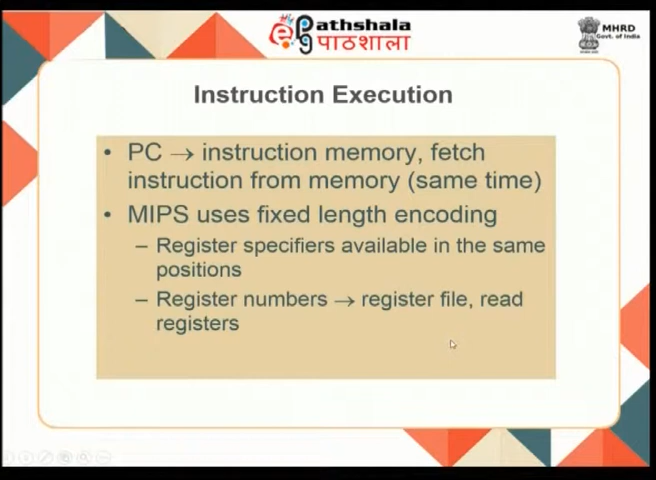 ePG Pathshala
पाठशाला
MHRD
Govt. of India
Instruction Execution
• PC → instruction memory, fetch
instruction from memory (same time)
• MIPS uses fixed length encoding
– Register specifiers available in the same
positions
– Register numbers → register file, read
registers